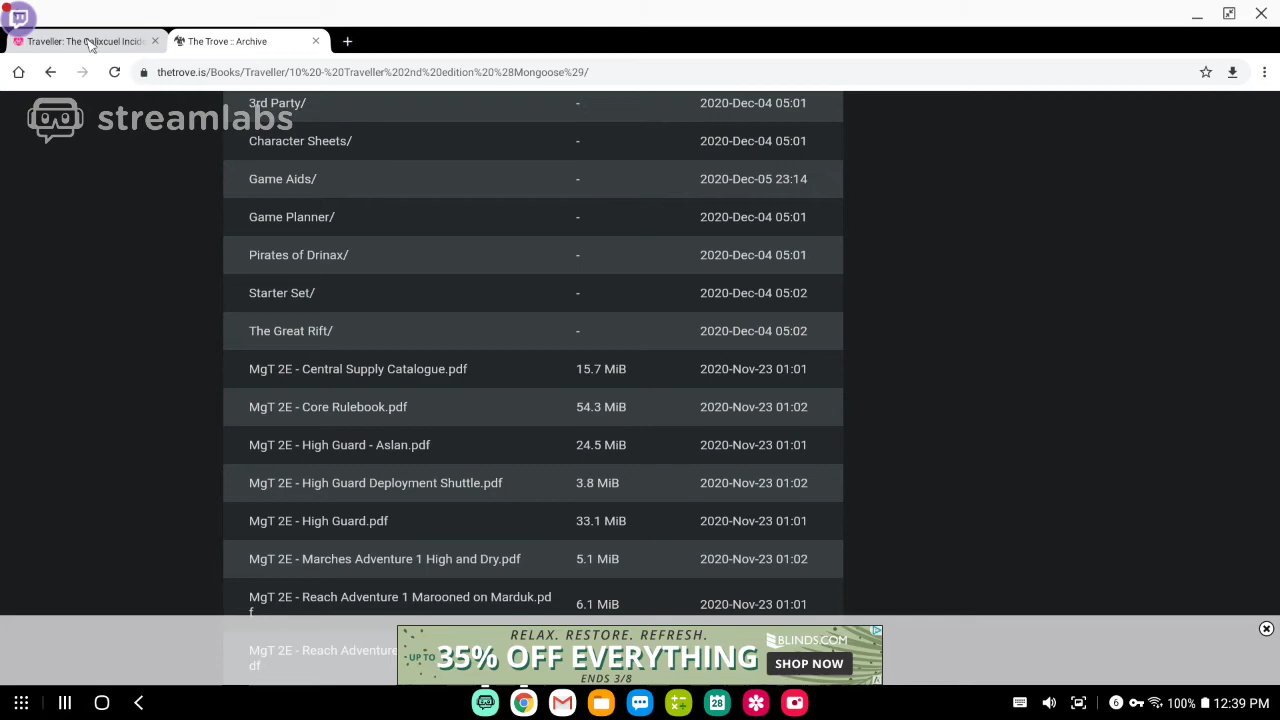 Traveller: The Calixcuel Incide
The Trove :: Archive
thetrove.is/Books/Traveller/10%20-%20Traveller%202nd%20edition%20%28Mongoose%29/
streamlabs
3rd Party/ - 2020-Dec-04 05:01
Character Sheets/ - 2020-Dec-04 05:01
Game Aids/ - 2020-Dec-05 23:14
Game Planner/ - 2020-Dec-04 05:01
Pirates of Drinax/ - 2020-Dec-04 05:01
Starter Set/ - 2020-Dec-04 05:02
The Great Rift/ - 2020-Dec-04 05:02
MgT 2E - Central Supply Catalogue.pdf 15.7 MiB 2020-Nov-23 01:01
MgT 2E - Core Rulebook.pdf 54.3 MiB 2020-Nov-23 01:02
MgT 2E - High Guard - Aslan.pdf 24.5 MiB 2020-Nov-23 01:01
MgT 2E - High Guard Deployment Shuttle.pdf 3.8 MiB 2020-Nov-23 01:02
MgT 2E - High Guard.pdf 33.1 MiB 2020-Nov-23 01:01
MgT 2E - Marches Adventure 1 High and Dry.pdf 5.1 MiB 2020-Nov-23 01:02
MgT 2E - Reach Adventure 1 Marooned on Marduk.pd
f 6.1 MiB 2020-Nov-23 01:01
MgT 2E - Reach Adventure
df
RELAX. RESTORE. REFRESH.
UP TO 35% OFF EVERYTHING
ENDS 3/8
BLINDS.COM
SHOP NOW
28
6 100% 12:39 PM